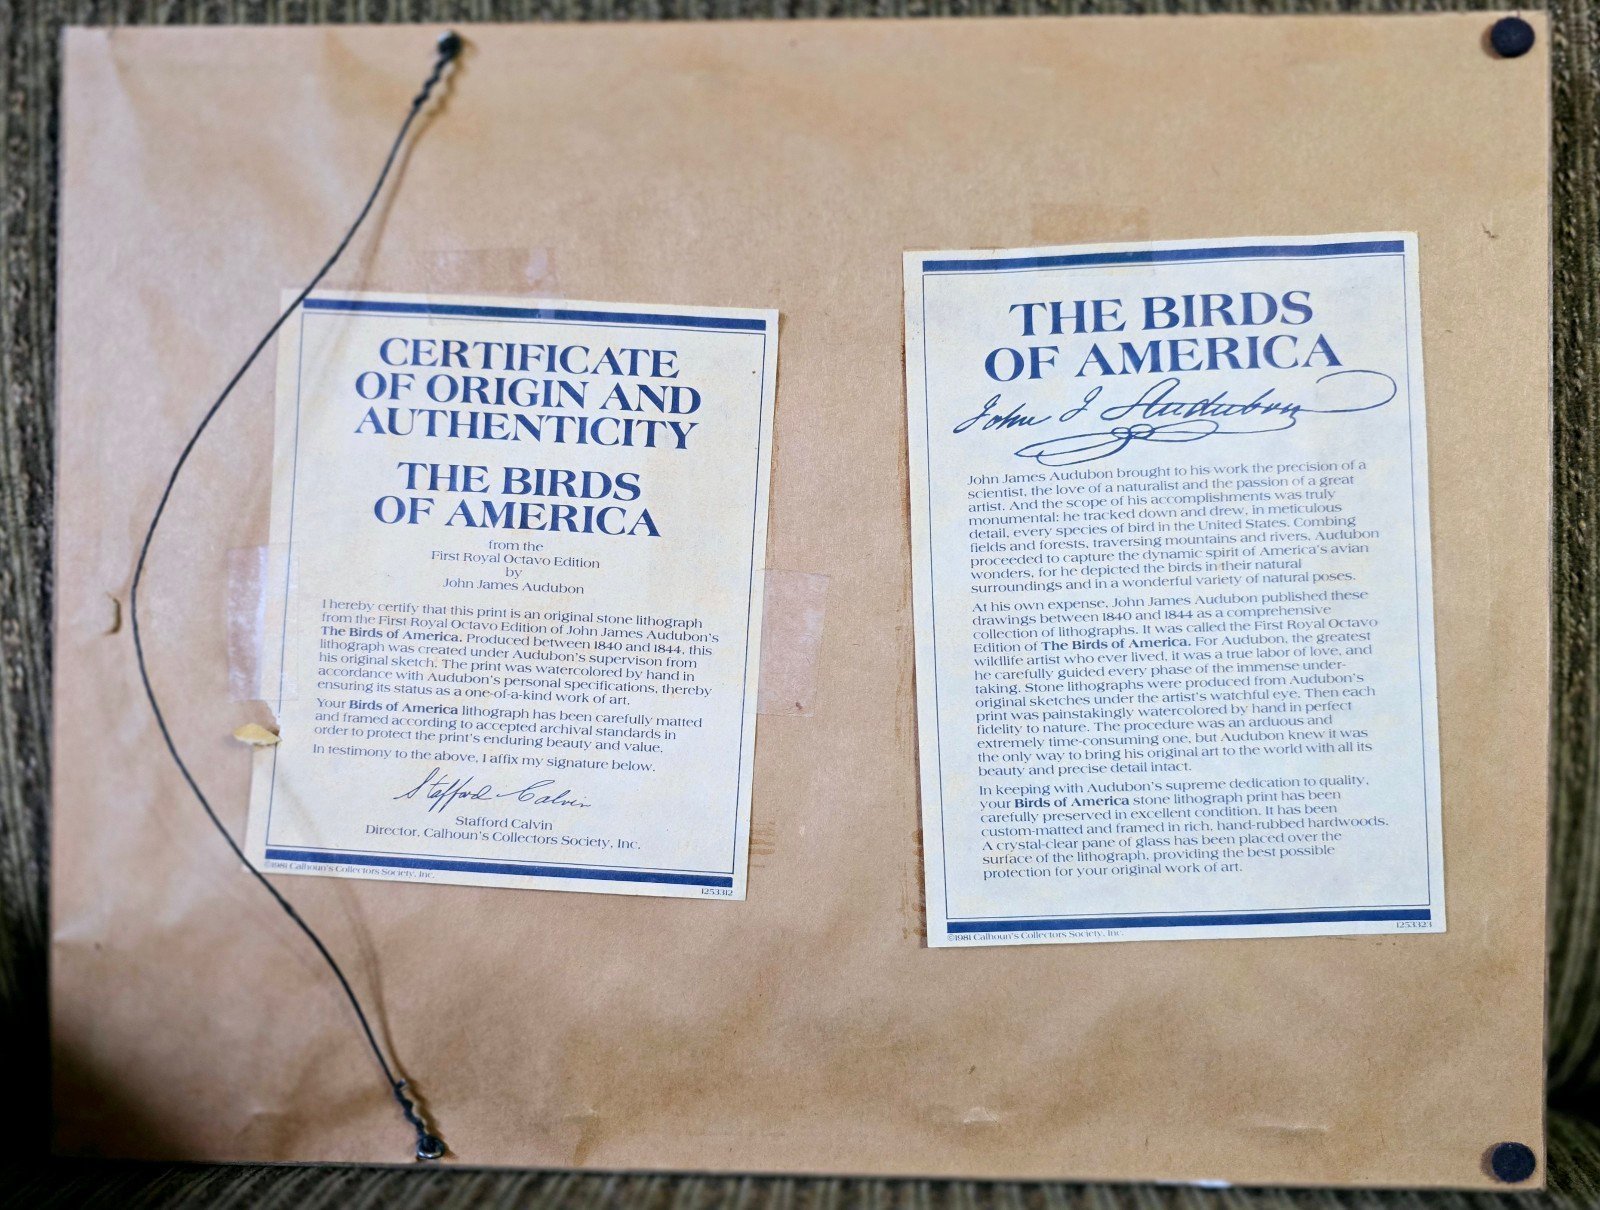 CERTIFICATE
OF ORIGIN AND
AUTHENTICITY
THE BIRDS
OF AMERICA
from the
First Royal Octavo Edition
by
John James Audubon
I hereby certify that this print is an original stone lithograph
from the First Royal Octavo Edition of John James Audubon's
The Birds of America. Produced between 1840 and 1844, this
lithograph was created under Audubon's supervison from
his original sketch. The print was watercolored by hand in
accordance with Audubon's personal specifications, thereby
ensuring its status as a one-of-a-kind work of art.
Your Birds of America lithograph has been carefully matted
and framed according to accepted archival standards in
order to protect the print's enduring beauty and value.
In testimony to the above, I affix my signature below.
Stafford Calvin
Stafford Calvin
Director, Calhoun's Collectors Society, Inc.
©1981 Calhoun's Collectors Society, Inc.
1253312
THE BIRDS
OF AMERICA
John J Audubon
John James Audubon brought to his work the precision of a
scientist, the love of a naturalist and the passion of a great
artist. And the scope of his accomplishments was truly
monumental: he tracked down and drew, in meticulous
detail, every species of bird in the United States. Combing
fields and forests, traversing mountains and rivers, Audubon
proceeded to capture the dynamic spirit of America's avian
wonders, for he depicted the birds in their natural
surroundings and in a wonderful variety of natural poses.
At his own expense, John James Audubon published these
drawings between 1840 and 1844 as a comprehensive
collection of lithographs. It was called the First Royal Octavo
Edition of The Birds of America. For Audubon, the greatest
wildlife artist who ever lived, it was a true labor of love, and
he carefully guided every phase of the immense under-
taking. Stone lithographs were produced from Audubon's
original sketches under the artist's watchful eye. Then each
print was painstakingly watercolored by hand in perfect
fidelity to nature. The procedure was an arduous and
extremely time-consuming one, but Audubon knew it was
the only way to bring his original art to the world with all its
beauty and precise detail intact.
In keeping with Audubon's supreme dedication to quality,
your Birds of America stone lithograph print has been
carefully preserved in excellent condition. It has been
custom-matted and framed in rich, hand-rubbed hardwoods.
A crystal-clear pane of glass has been placed over the
surface of the lithograph, providing the best possible
protection for your original work of art.
©1981 Calhoun's Collectors Society, Inc.
1253323